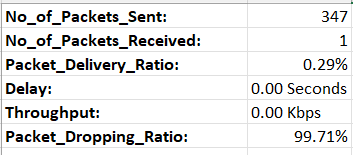 No_of_Packets_Sent: 347
No_of_Packets_Received: 1
Packet_Delivery_Ratio: 0.29%
Delay: 0.00 Seconds
Throughput: 0.00 Kbps
Packet_Dropping_Ratio: 99.71%